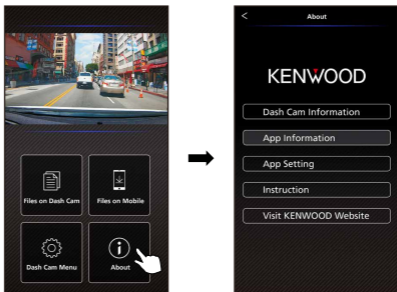 Files on Dash Cam
Files on Mobile
Dash Cam Menu
About
< About
KENWOOD
Dash Cam Information
App Information
App Setting
Instruction
Visit KENWOOD Website